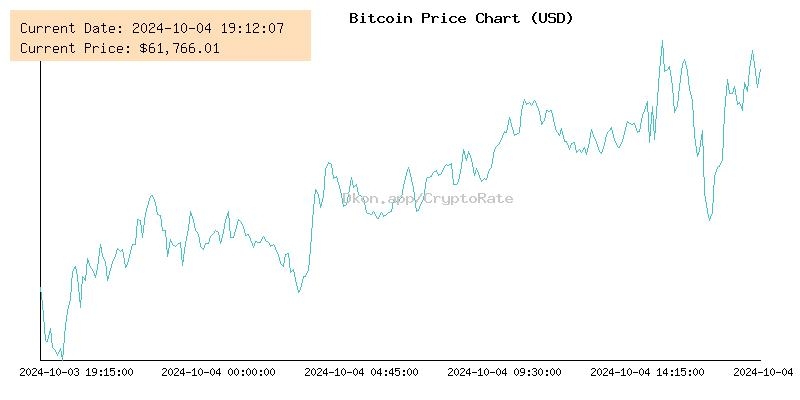 Bitcoin Price Chart (USD)
Current Date: 2024-10-04 19:12:07
Current Price: $61,766.01
Dkon.app/CryptoRate
2024-10-03 19:15:00
2024-10-04 00:00:00
2024-10-04 04:45:00
2024-10-04 09:30:00
2024-10-04 14:15:00
2024-10-04